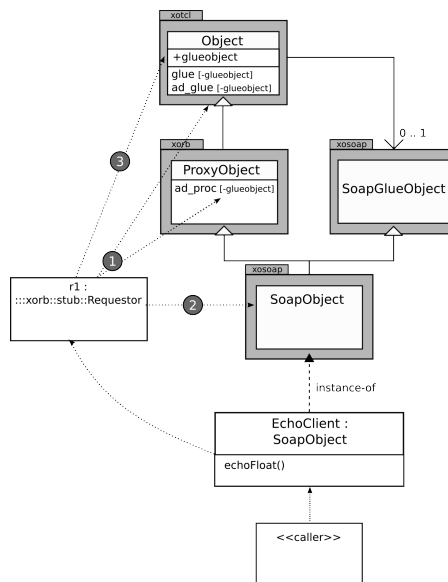 xotcl
Object
+glueobject
glue [-glueobject]
ad_glue [-glueobject]
0 .. 1
3
xorb
ProxyObject
ad_proc [-glueobject]
xosoap
SoapGlueObject
1
r1 :
:::xorb::stub::Requestor
2
xosoap
SoapObject
instance-of
EchoClient :
SoapObject
echoFloat()
<<caller>>